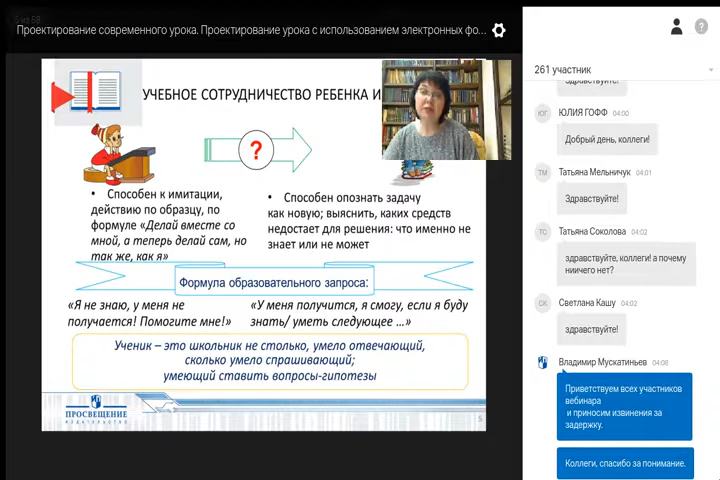 5 из 58
Проектирование современного урока. Проектирование урока с использованием электронных фо...
УЧЕБНОЕ СОТРУДНИЧЕСТВО РЕБЕНКА И
?
• Способен к имитации,
действию по образцу, по
формуле «Делай вместе со
мной, а теперь делай сам, но
так же, как я»
• Способен опознать задачу
как новую; выяснить, каких средств
недостает для решения: что именно не
знает или не может
Формула образовательного запроса:
«Я не знаю, у меня не
получается! Помогите мне!»
«У меня получится, я смогу, если я буду
знать/ уметь следующее ...»
Ученик – это школьник не столько, умело отвечающий,
сколько умело спрашивающий;
умеющий ставить вопросы-гипотезы
ПРОСВЕЩЕНИЕ
ИЗДАТЕЛЬСТВО
5
?
261 участник
Здравствуйте!
ЮГ
ЮЛИЯ ГОФФ 04:00
Добрый день, коллеги!
ТМ
Татьяна Мельничук 04:01
Здравствуйте!
ТС
Татьяна Соколова 04:02
здравствуйте, коллеги! а почему
ниичего нет?
СК
Светлана Кашу 04:02
здравствуйте!
Владимир Мускатиньев 04:08
Приветствуем всех участников
вебинара
и приносим извинения за
задержку.
Коллеги, спасибо за понимание.